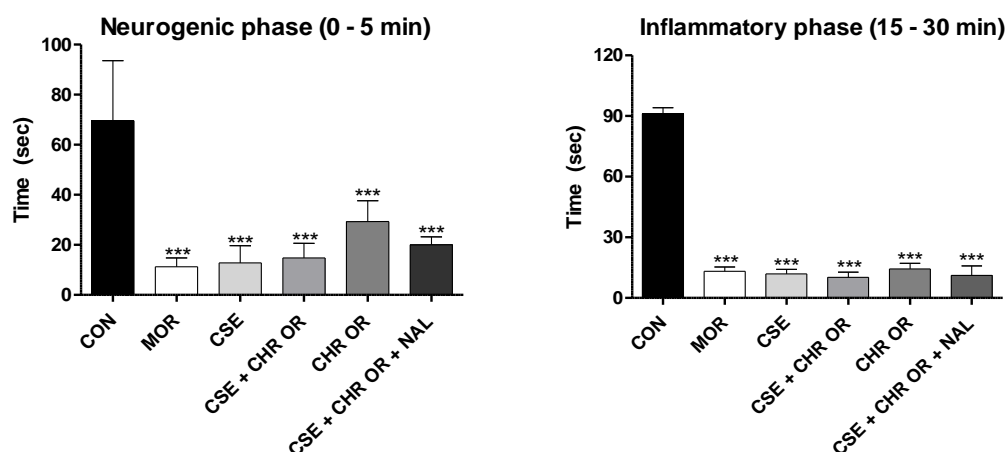 Neurogenic phase (0 - 5 min)
Time (sec)
100
80
60
40
20
0
***
***
***
***
***
CON
MOR
CSE
CSE + CHR OR
CHR OR
CSE + CHR OR + NAL
Inflammatory phase (15 - 30 min)
Time (sec)
120
90
60
30
0
***
***
***
***
***
CON
MOR
CSE
CSE + CHR OR
CHR OR
CSE + CHR OR + NAL